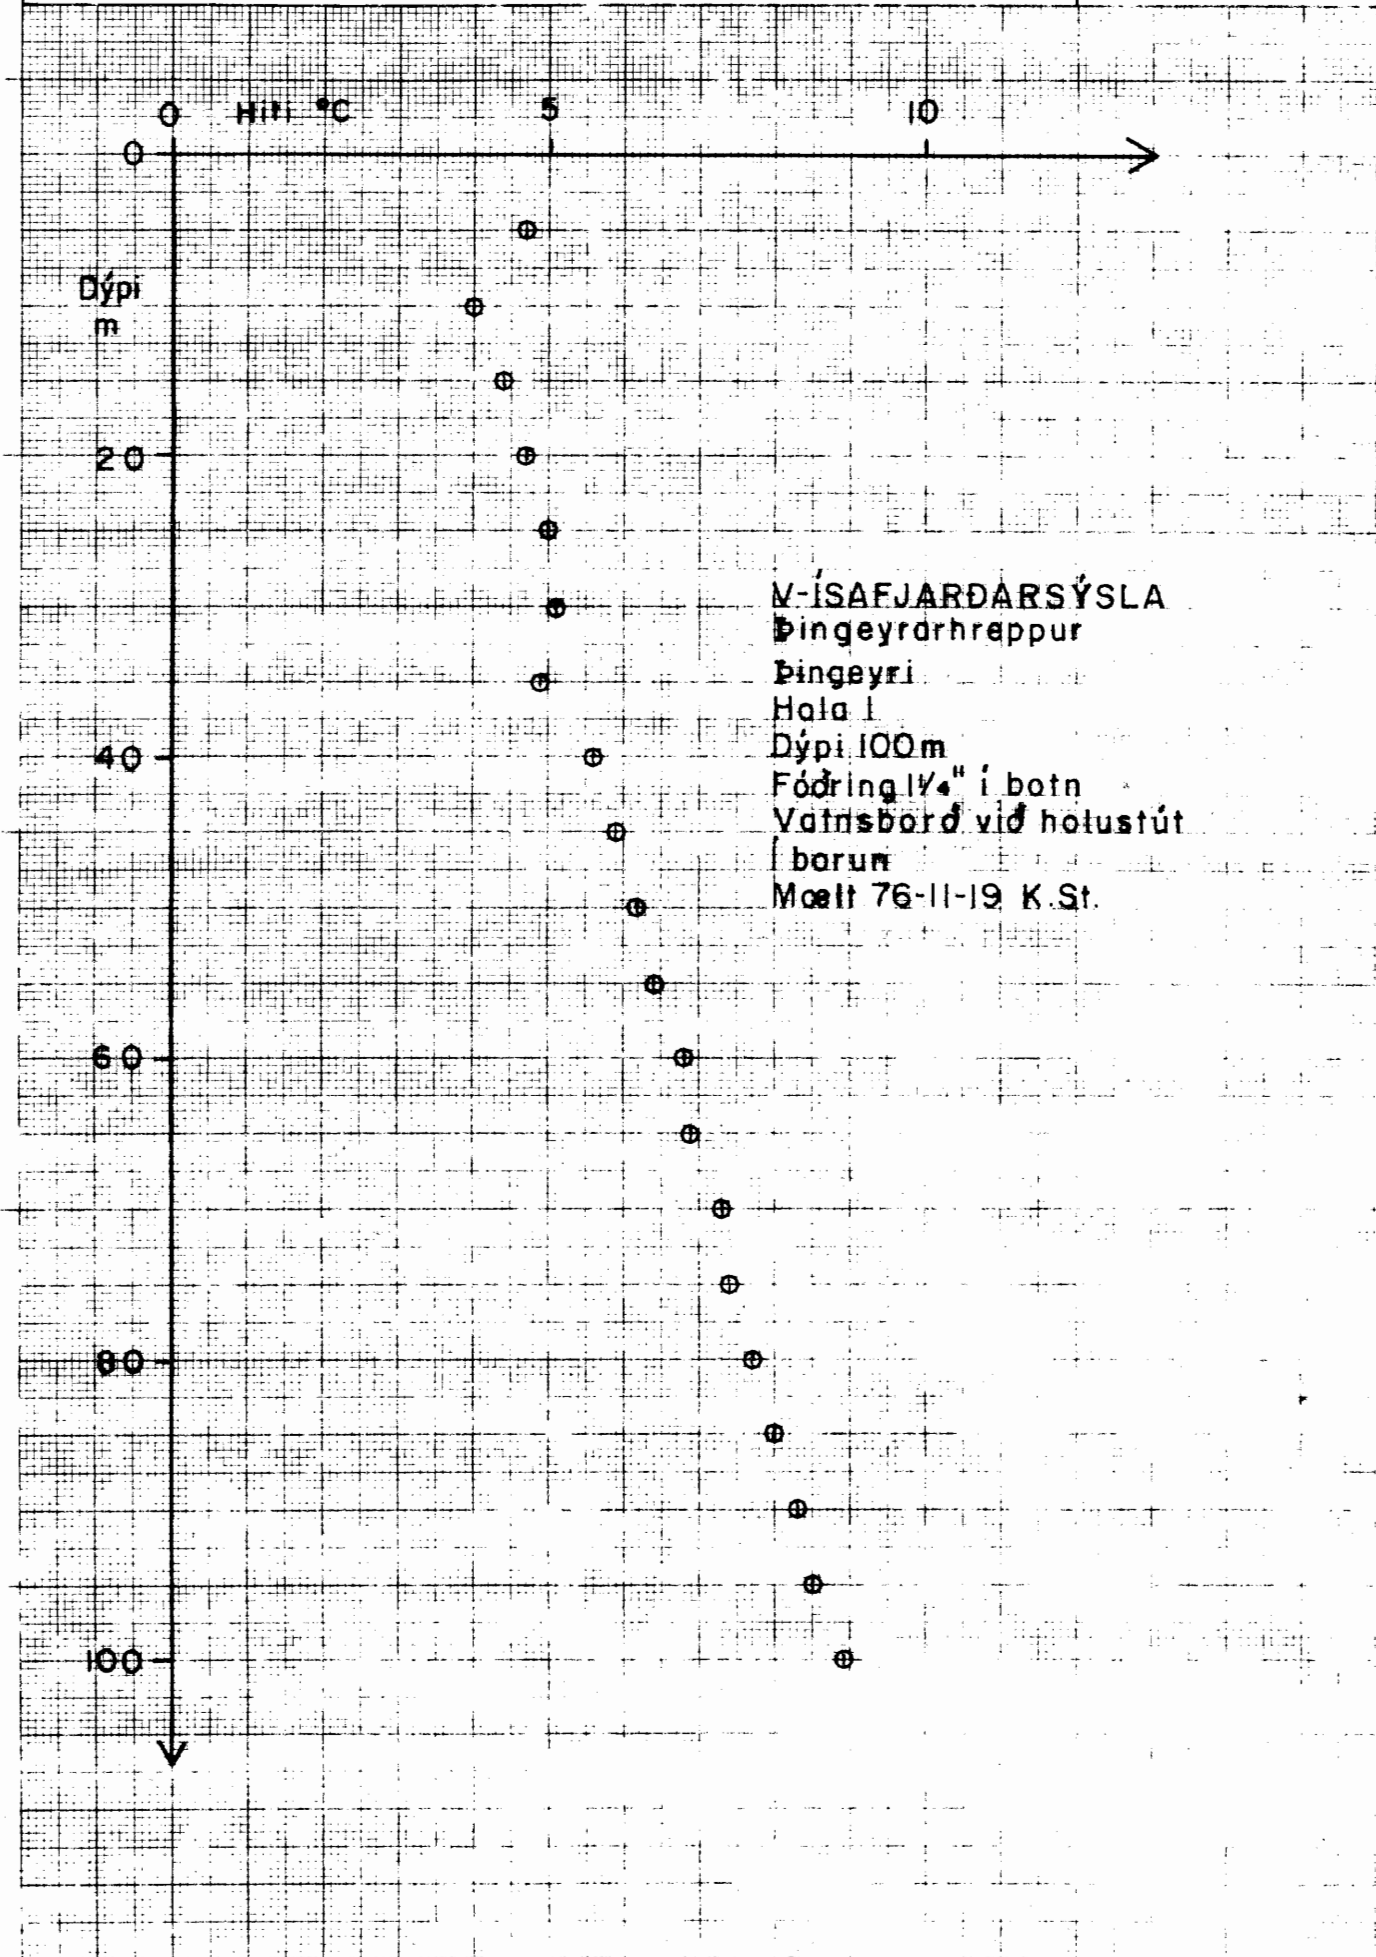 0 Hiti °C 5 10
0
Dýpi
m
20
40
60
80
100
V-ÍSAFJARÐARSÝSLA
Þingeyrarhreppur
Þingeyri
Hola 1
Dýpi 100m
Fóðring 1¼" í botn
Vatnsborð við holustút
í borun
Mælt 76-11-19 K.St.